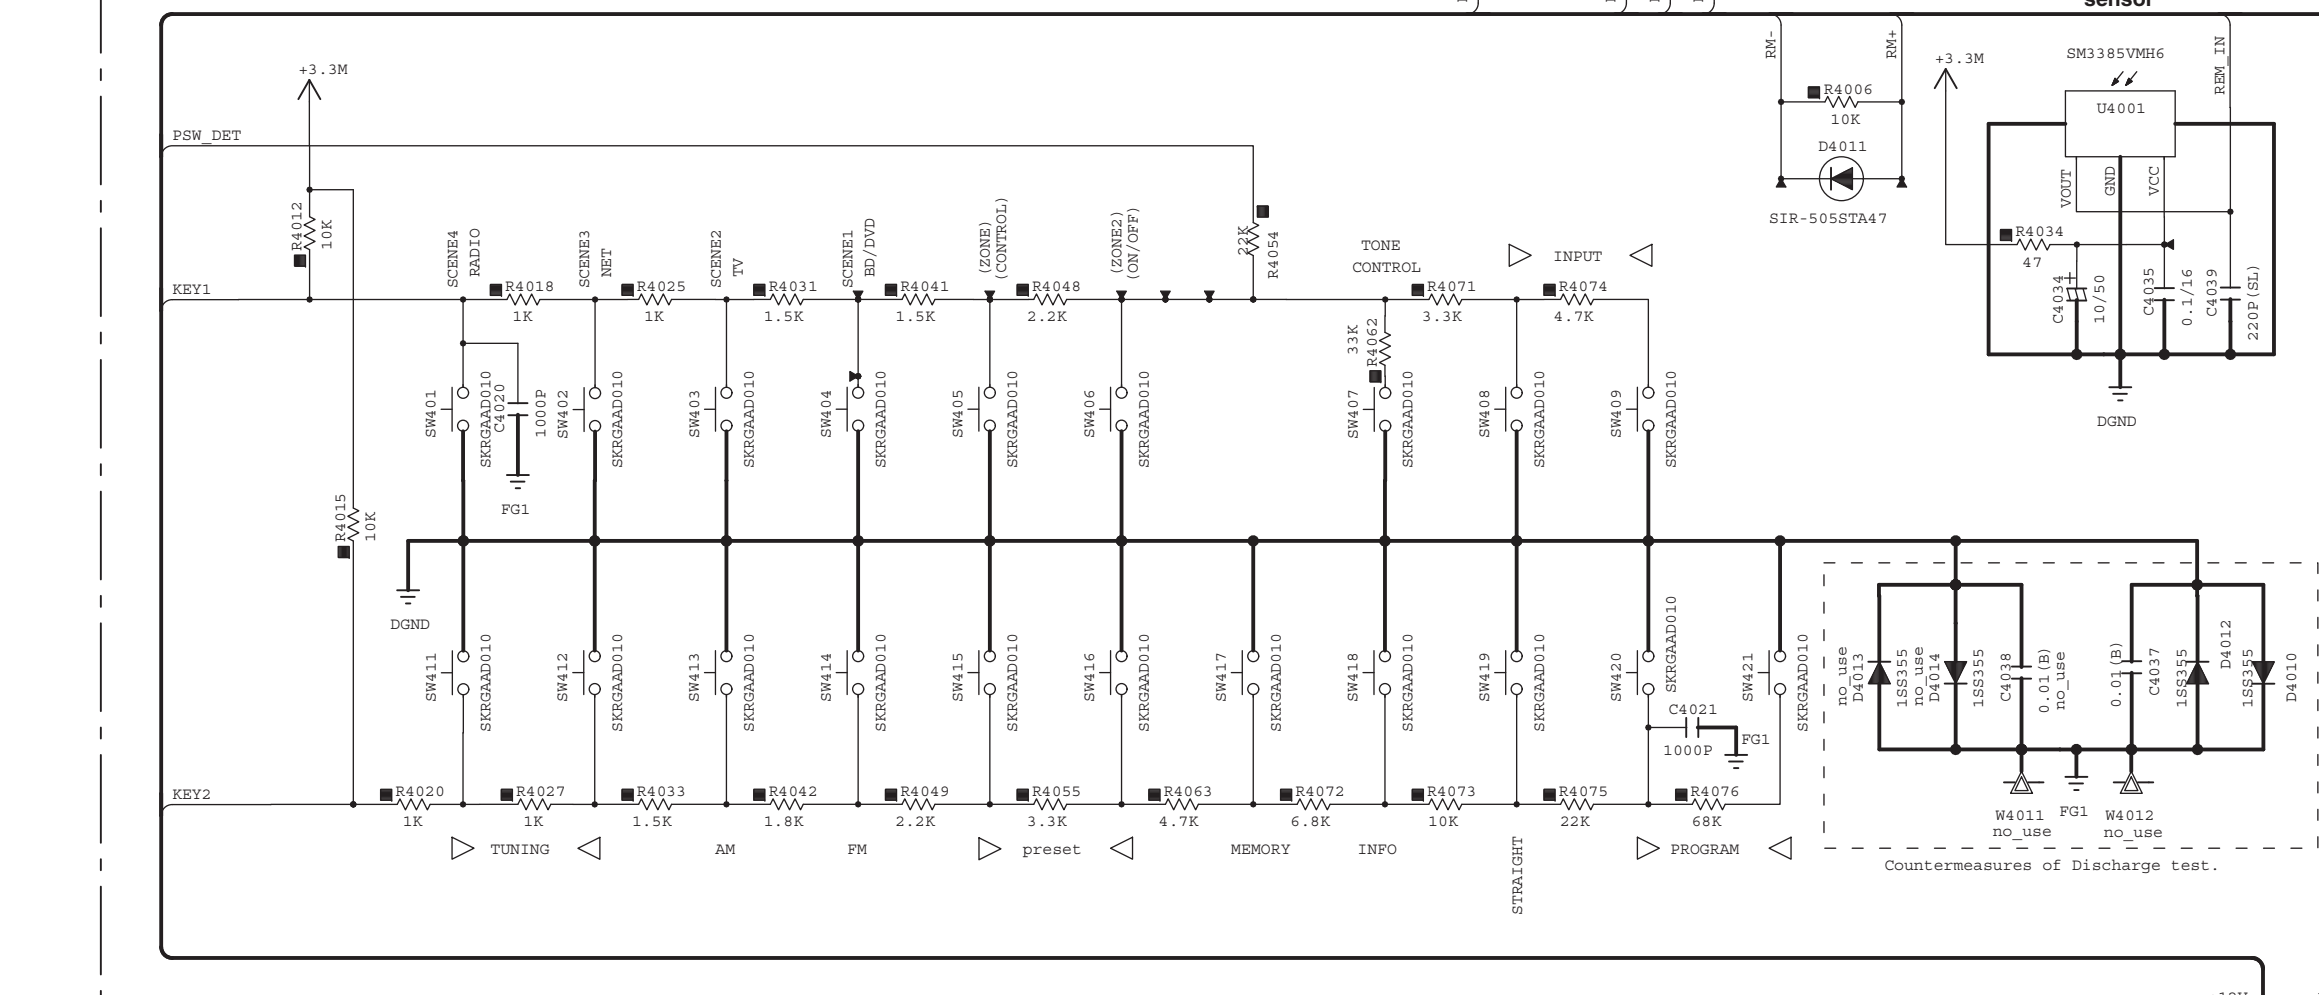 sensor
RM-
RM+
REM_IN
+3.3M
+3.3M
SM3385VMH6
U4001
R4006
10K
D4011
SIR-505STA47
VOUT
GND
VCC
R4034
47
C4034
+
10/50
C4035
0.1/16
C4039
220P(SL)
DGND
PSW_DET
R4012
10K
KEY1
SCENE4
RADIO
SCENE3
NET
SCENE2
TV
SCENE1
BD/DVD
(ZONE)
(CONTROL)
(ZONE2)
(ON/OFF)
22K
R4054
TONE
CONTROL
INPUT
R4018
1K
R4025
1K
R4031
1.5K
R4041
1.5K
R4048
2.2K
R4071
3.3K
R4074
4.7K
33K
R4062
SW401
SKRGAAD010
C4020
1000P
FG1
SW402
SKRGAAD010
SW403
SKRGAAD010
SW404
SKRGAAD010
SW405
SKRGAAD010
SW406
SKRGAAD010
SW407
SKRGAAD010
SW408
SKRGAAD010
SW409
SKRGAAD010
R4015
10K
DGND
SW411
SKRGAAD010
SW412
SKRGAAD010
SW413
SKRGAAD010
SW414
SKRGAAD010
SW415
SKRGAAD010
SW416
SKRGAAD010
SW417
SKRGAAD010
SW418
SKRGAAD010
SW419
SKRGAAD010
SW420
SKRGAAD010
SW421
SKRGAAD010
C4021
1000P
FG1
no_use
D4013
1SS355
no_use
D4014
1SS355
C4038
0.01(B)
no_use
0.01(B)
C4037
1SS355
D4012
1SS355
D4010
KEY2
R4020
1K
R4027
1K
R4033
1.5K
R4042
1.8K
R4049
2.2K
R4055
3.3K
R4063
4.7K
R4072
6.8K
R4073
10K
R4075
22K
R4076
68K
TUNING
AM
FM
preset
MEMORY
INFO
STRAIGHT
PROGRAM
W4011
no_use
FG1
W4012
no_use
Countermeasures of Discharge test.